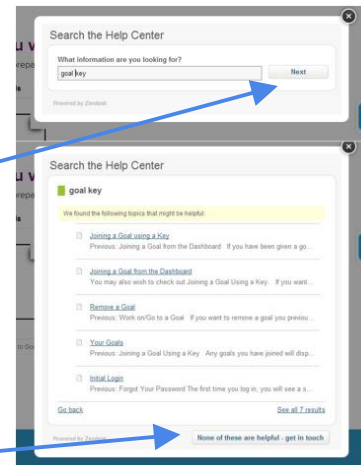 Search the Help Center
What information are you looking for?
goal key
Next
Powered by Zendesk
Search the Help Center
goal key
We found the following topics that might be helpful:
Joining a Goal using a Key
Previous: Joining a Goal from the Dashboard If you have been given a go...
Joining a Goal from the Dashboard
You may also wish to check out Joining a Goal Using a Key. If you want...
Remove a Goal
Previous: Work on/Go to a Goal If you want to remove a goal you previou...
Your Goals
Previous: Joining a Goal Using a Key Any goals you have joined will disp...
Initial Login
Previous: Forgot Your Password The first time you log in, you will see a s...
Go back
See all 7 results
Powered by Zendesk
None of these are helpful - get in touch